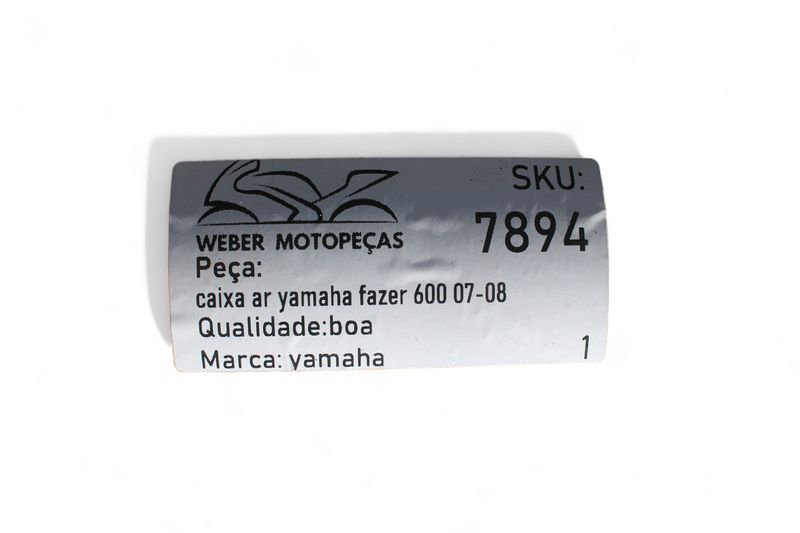 SKU:
WEBER MOTOPEÇAS 7894
Peça:
caixa ar yamaha fazer 600 07-08
Qualidade:boa
Marca: yamaha 1